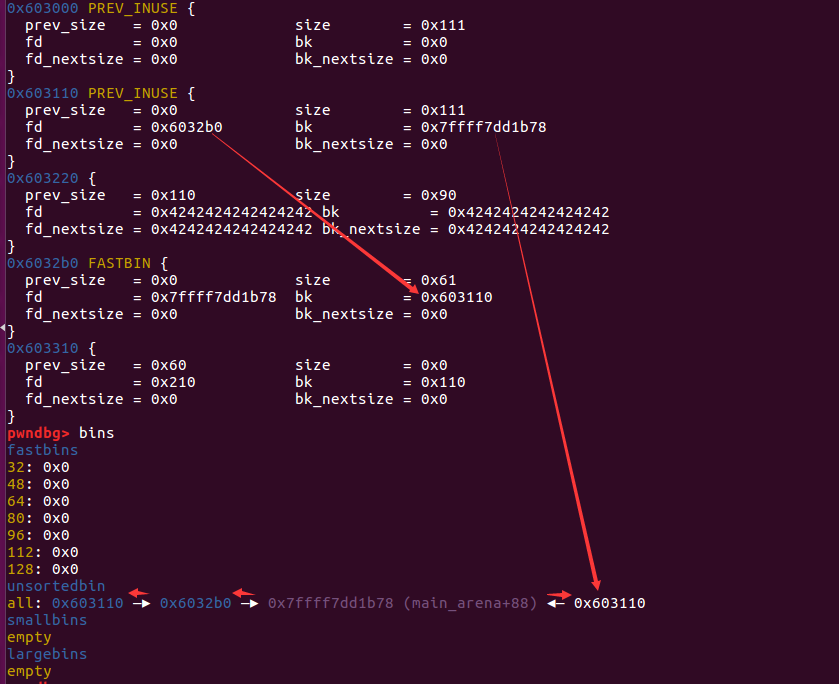 0x603000 PREV_INUSE {
  prev_size   = 0x0              size        = 0x111
  fd          = 0x0              bk          = 0x0
  fd_nextsize = 0x0              bk_nextsize = 0x0
}
0x603110 PREV_INUSE {
  prev_size   = 0x0              size        = 0x111
  fd          = 0x6032b0         bk          = 0x7ffff7dd1b78
  fd_nextsize = 0x0              bk_nextsize = 0x0
}
0x603220 {
  prev_size   = 0x110            size        = 0x90
  fd          = 0x4242424242424242 bk          = 0x4242424242424242
  fd_nextsize = 0x4242424242424242 bk_nextsize = 0x4242424242424242
}
0x6032b0 FASTBIN {
  prev_size   = 0x0              size        = 0x61
  fd          = 0x7ffff7dd1b78   bk          = 0x603110
  fd_nextsize = 0x0              bk_nextsize = 0x0
}
0x603310 {
  prev_size   = 0x60             size        = 0x0
  fd          = 0x210            bk          = 0x110
  fd_nextsize = 0x0              bk_nextsize = 0x0
}
pwndbg> bins
fastbins
32: 0x0
48: 0x0
64: 0x0
80: 0x0
96: 0x0
112: 0x0
128: 0x0
unsortedbin
all: 0x603110 —▸ 0x6032b0 —▸ 0x7ffff7dd1b78 (main_arena+88) ◂— 0x603110
smallbins
empty
largebins
empty